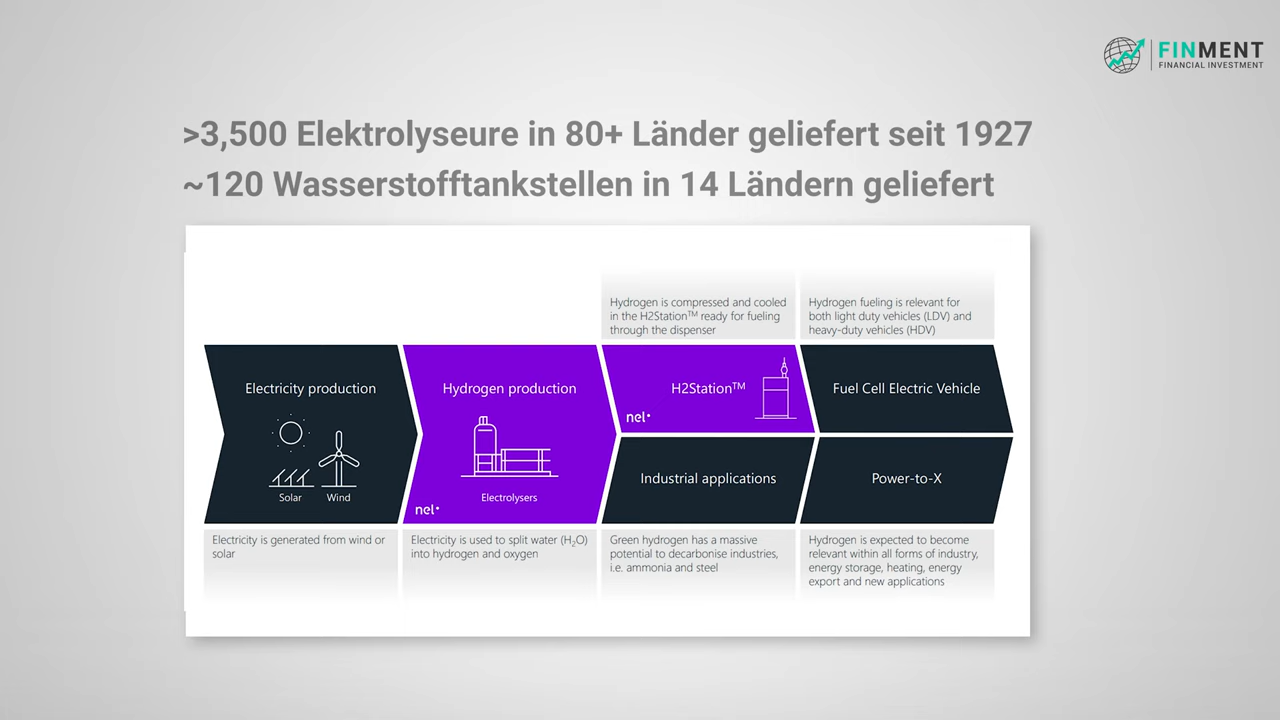 FINMENT
FINANCIAL INVESTMENT
>3,500 Elektrolyseure in 80+ Länder geliefert seit 1927
~120 Wasserstofftankstellen in 14 Ländern geliefert
Hydrogen is compressed and cooled
in the H2Station™ ready for fueling
through the dispenser
Hydrogen fueling is relevant for
both light duty vehicles (LDV) and
heavy-duty vehicles (HDV)
Electricity production
Solar
Wind
Hydrogen production
Electrolysers
nel•
H2Station™
nel•
Fuel Cell Electric Vehicle
Industrial applications
Power-to-X
Electricity is generated from wind or
solar
Electricity is used to split water (H₂O)
into hydrogen and oxygen
Green hydrogen has a massive
potential to decarbonise industries,
i.e. ammonia and steel
Hydrogen is expected to become
relevant within all forms of industry,
energy storage, heating, energy
export and new applications